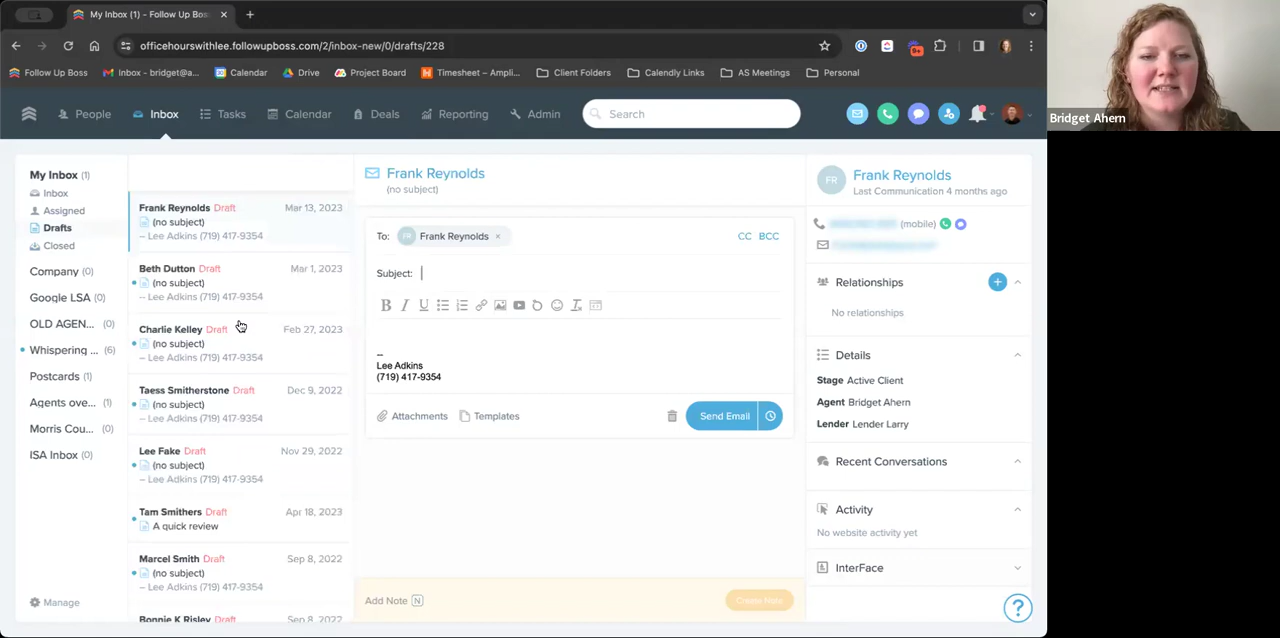 My Inbox (1) - Follow Up Bos
officehourswithlee.followupboss.com/2/inbox-new/0/drafts/228
9+
Follow Up Boss
Inbox - bridget@a...
Calendar
Drive
Project Board
Timesheet – Ampli...
Client Folders
Calendly Links
AS Meetings
Personal
People
Inbox
Tasks
Calendar
Deals
Reporting
Admin
Search
Bridget Ahern
My Inbox (1)
Inbox
Assigned
Drafts
Closed
Company (0)
Google LSA (0)
OLD AGEN... (0)
Whispering ... (6)
Postcards (1)
Agents ove... (1)
Morris Cou... (0)
ISA Inbox (0)
Manage
Frank Reynolds Draft Mar 13, 2023
(no subject)
– Lee Adkins (719) 417-9354
Beth Dutton Draft Mar 1, 2023
(no subject)
– Lee Adkins (719) 417-9354
Charlie Kelley Draft Feb 27, 2023
(no subject)
– Lee Adkins (719) 417-9354
Taess Smitherstone Draft Dec 9, 2022
(no subject)
– Lee Adkins (719) 417-9354
Lee Fake Draft Nov 29, 2022
(no subject)
– Lee Adkins (719) 417-9354
Tam Smithers Draft Apr 18, 2023
A quick review
Marcel Smith Draft Sep 8, 2022
(no subject)
– Lee Adkins (719) 417-9354
Bonnie K Risley Draft Sep 8, 2022
Frank Reynolds
(no subject)
To: FR Frank Reynolds ×
CC BCC
Subject:
B I U
–
Lee Adkins
(719) 417-9354
Attachments
Templates
Send Email
Add Note N
Create Note
FR
Frank Reynolds
Last Communication 4 months ago
(mobile)
Relationships
No relationships
Details
Stage Active Client
Agent Bridget Ahern
Lender Lender Larry
Recent Conversations
Activity
No website activity yet
InterFace
?